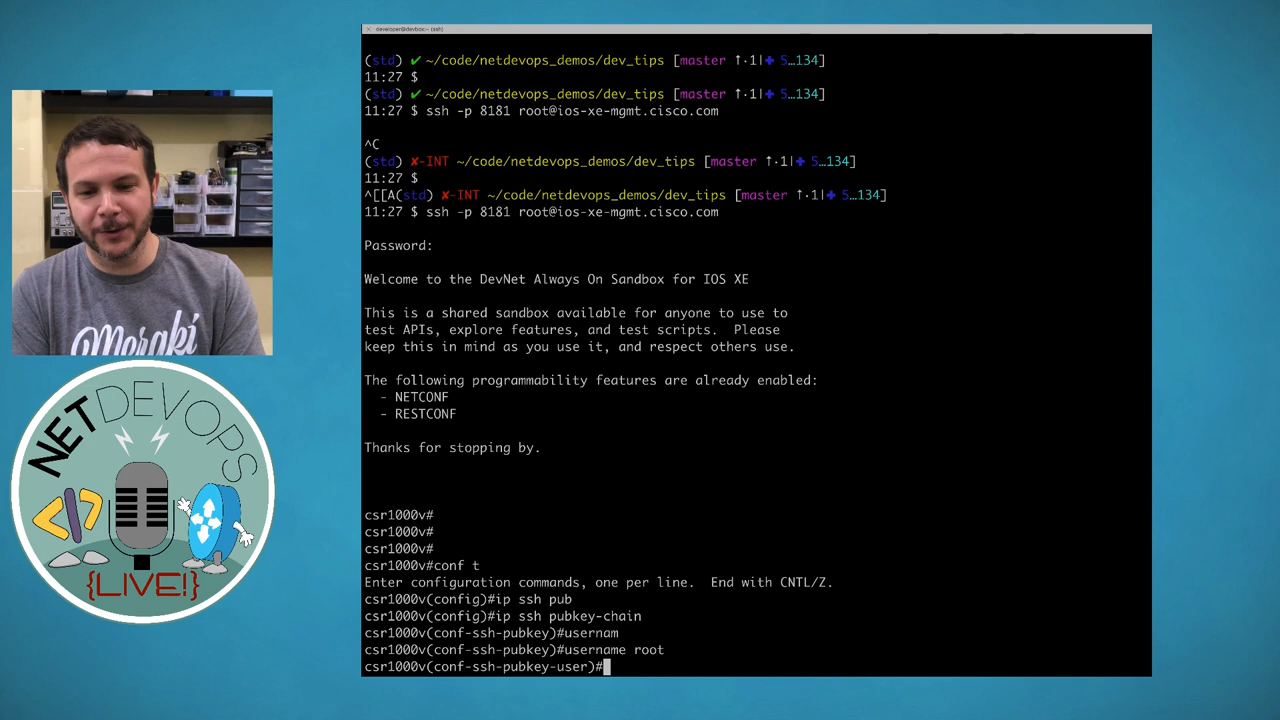 developer@devbox:~ (ssh)
(std) ✔ ~/code/netdevops_demos/dev_tips [master ↑·1|✚ 5…134]
11:27 $
(std) ✔ ~/code/netdevops_demos/dev_tips [master ↑·1|✚ 5…134]
11:27 $ ssh -p 8181 root@ios-xe-mgmt.cisco.com
^C
(std) ✘-INT ~/code/netdevops_demos/dev_tips [master ↑·1|✚ 5…134]
11:27 $
^[[A(std) ✘-INT ~/code/netdevops_demos/dev_tips [master ↑·1|✚ 5…134]
11:27 $ ssh -p 8181 root@ios-xe-mgmt.cisco.com
Password:
Welcome to the DevNet Always On Sandbox for IOS XE
This is a shared sandbox available for anyone to use to
test APIs, explore features, and test scripts.  Please
keep this in mind as you use it, and respect others use.
The following programmability features are already enabled:
- NETCONF
- RESTCONF
Thanks for stopping by.
csr1000v#
csr1000v#
csr1000v#
csr1000v#conf t
Enter configuration commands, one per line.  End with CNTL/Z.
csr1000v(config)#ip ssh pub
csr1000v(config)#ip ssh pubkey-chain
csr1000v(conf-ssh-pubkey)#usernam
csr1000v(conf-ssh-pubkey)#username root
csr1000v(conf-ssh-pubkey-user)#
Meraki
NETDEVOPS
</>
{LIVE!}